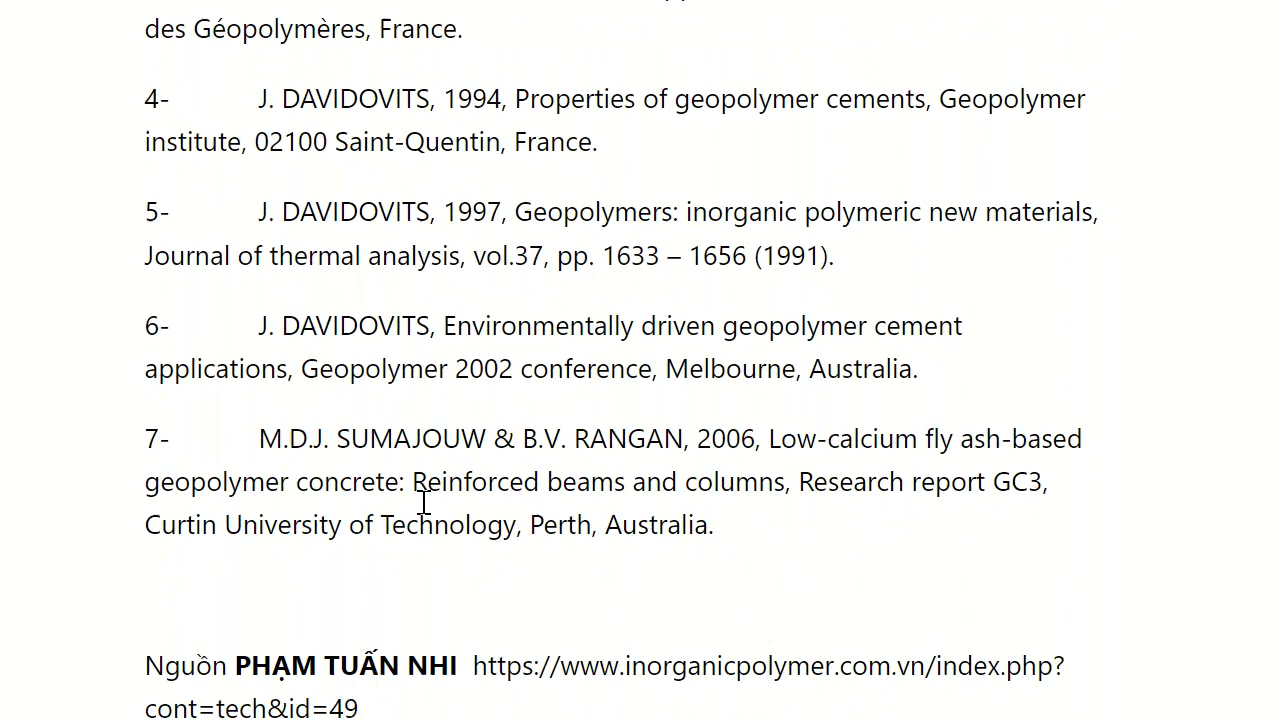 des Géopolymères, France.
4- J. DAVIDOVITS, 1994, Properties of geopolymer cements, Geopolymer
institute, 02100 Saint-Quentin, France.
5- J. DAVIDOVITS, 1997, Geopolymers: inorganic polymeric new materials,
Journal of thermal analysis, vol.37, pp. 1633 – 1656 (1991).
6- J. DAVIDOVITS, Environmentally driven geopolymer cement
applications, Geopolymer 2002 conference, Melbourne, Australia.
7- M.D.J. SUMAJOUW & B.V. RANGAN, 2006, Low-calcium fly ash-based
geopolymer concrete: Reinforced beams and columns, Research report GC3,
Curtin University of Technology, Perth, Australia.
Nguồn PHẠM TUẤN NHI https://www.inorganicpolymer.com.vn/index.php?
cont=tech&id=49